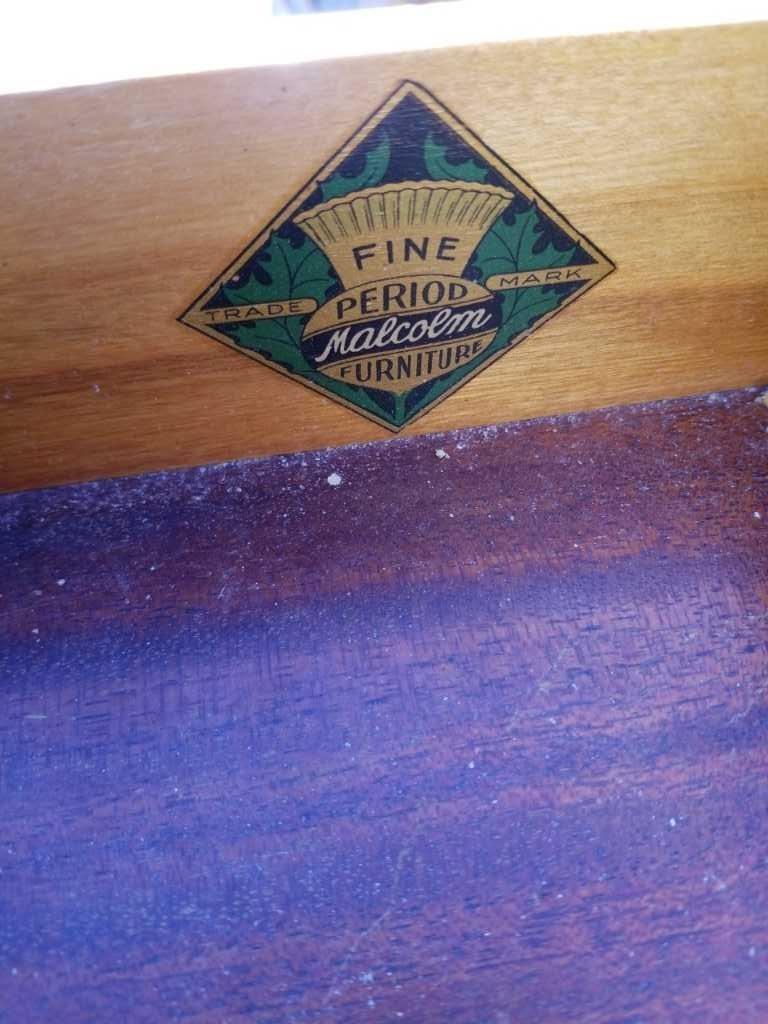 FINE
PERIOD
TRADE MARK
Malcolm
FURNITURE